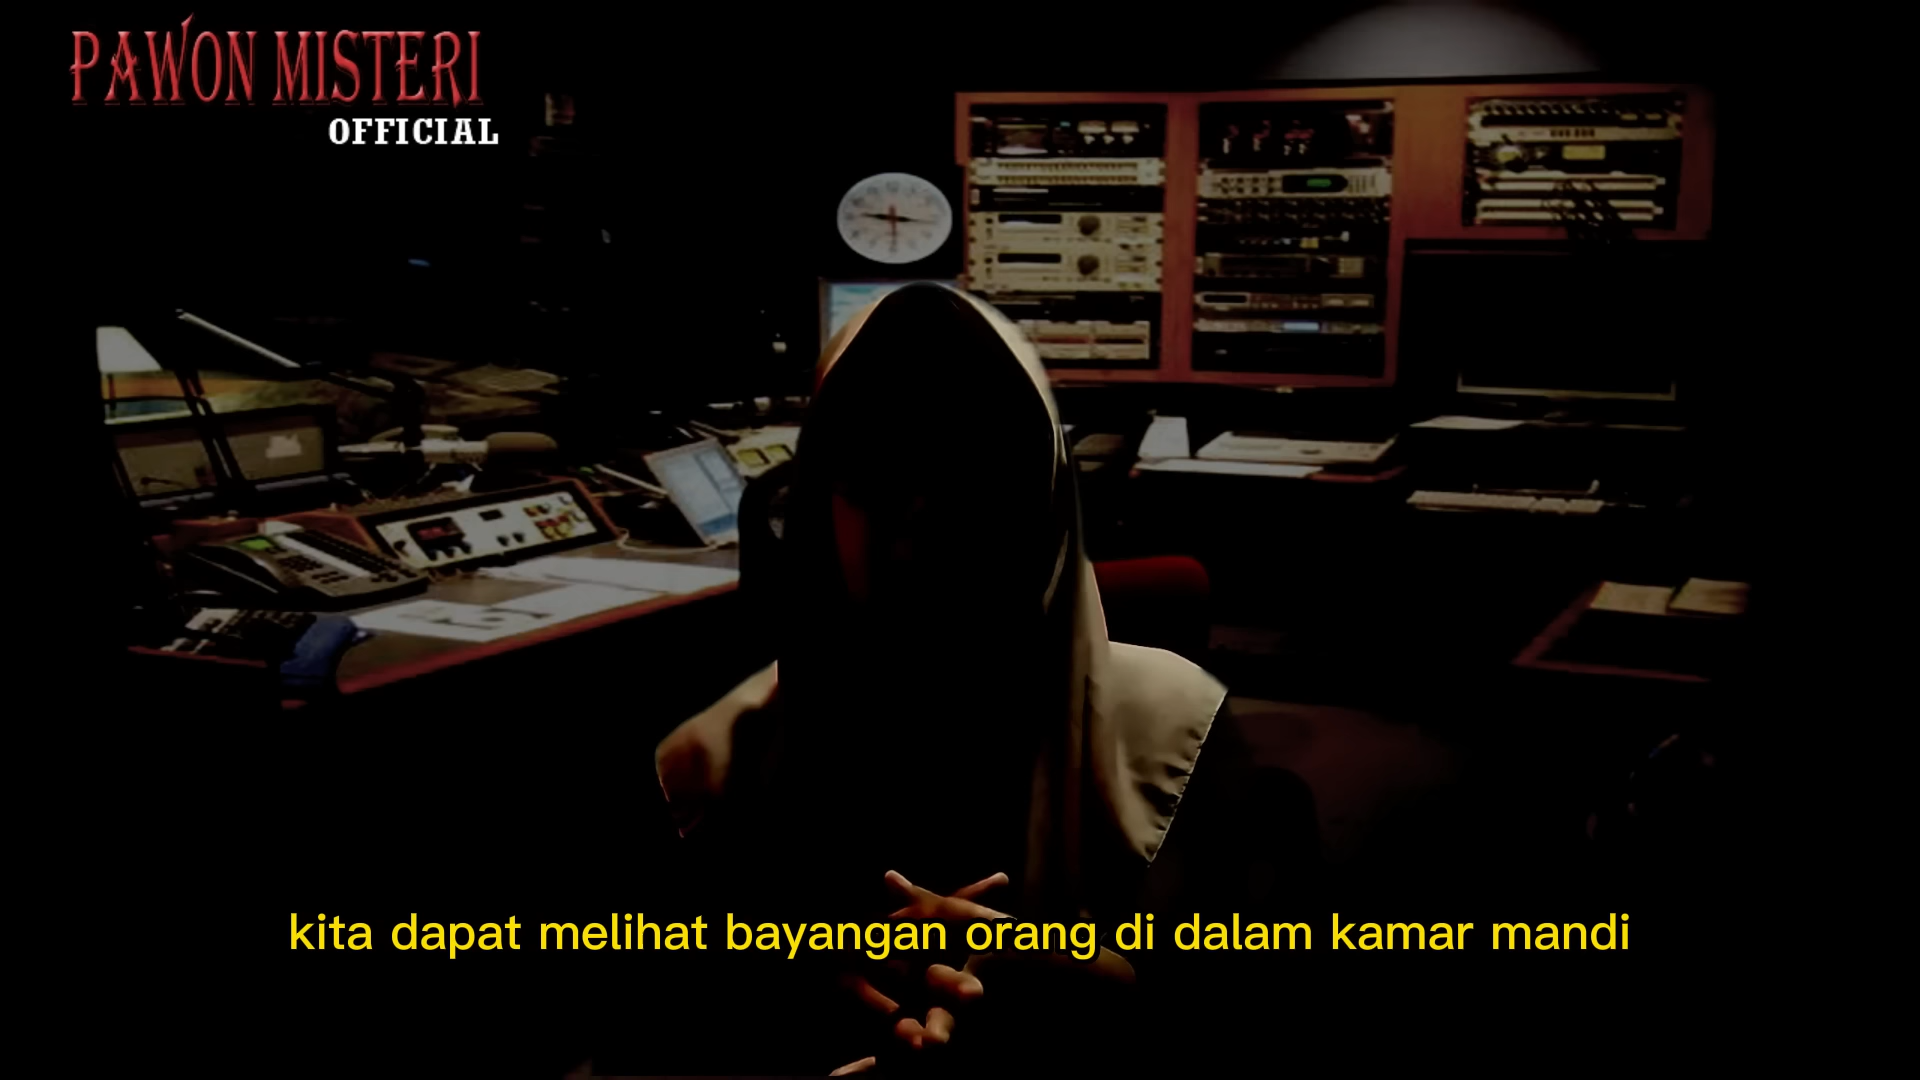 PAWON MISTERI
OFFICIAL
kita dapat melihat bayangan orang di dalam kamar mandi